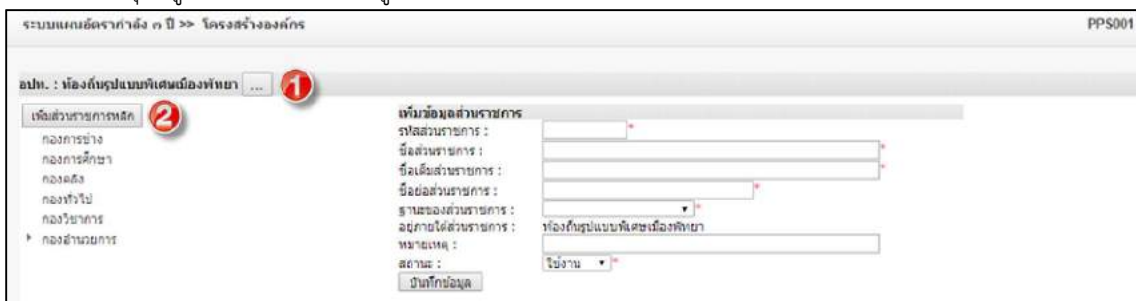 ระบบแผนอัตรากำลัง ๓ ปี >> โครงสร้างองค์กร PPS001
อปท. : ท้องถิ่นรูปแบบพิเศษเมืองพัทยา ... 1
เพิ่มส่วนราชการหลัก 2
กองการช่าง
กองการศึกษา
กองคลัง
กองทั่วไป
กองวิชาการ
กองอำนวยการ
เพิ่มข้อมูลส่วนราชการ
รหัสส่วนราชการ : *
ชื่อส่วนราชการ : *
ชื่อเต็มส่วนราชการ : *
ชื่อย่อส่วนราชการ : *
ฐานะของส่วนราชการ : *
อยู่ภายใต้ส่วนราชการ : ท้องถิ่นรูปแบบพิเศษเมืองพัทยา
หมายเหตุ :
สถานะ : ใช้งาน *
บันทึกข้อมูล